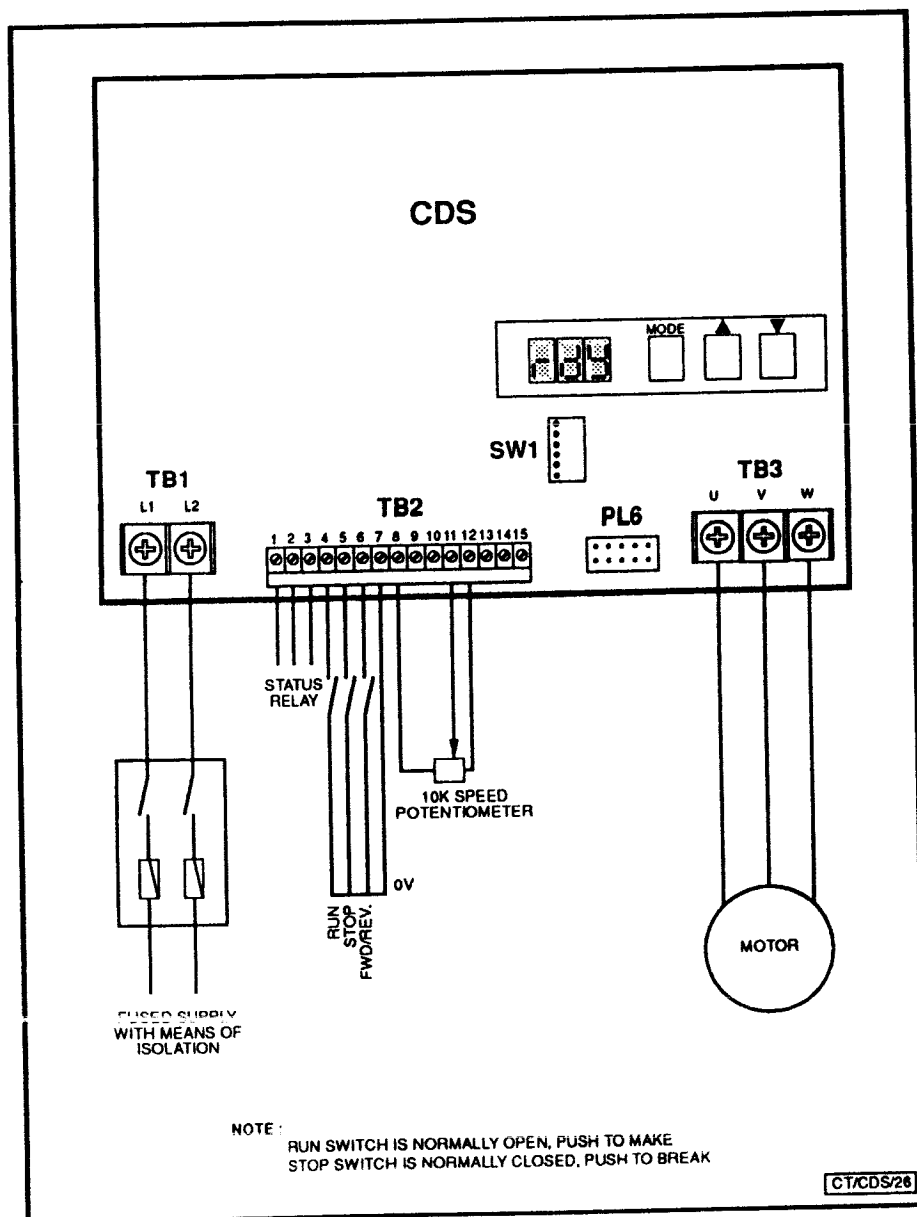 CDS
MODE
SW1
TB1
L1 L2
TB2
1 2 3 4 5 6 7 8 9 10 11 12 13 14 15
PL6
TB3
U V W
STATUS
RELAY
10K SPEED
POTENTIOMETER
0V
RUN
STOP
FWD/REV.
MOTOR
FUSED SUPPLY
WITH MEANS OF
ISOLATION
NOTE :
RUN SWITCH IS NORMALLY OPEN, PUSH TO MAKE
STOP SWITCH IS NORMALLY CLOSED, PUSH TO BREAK
CT/CDS/26